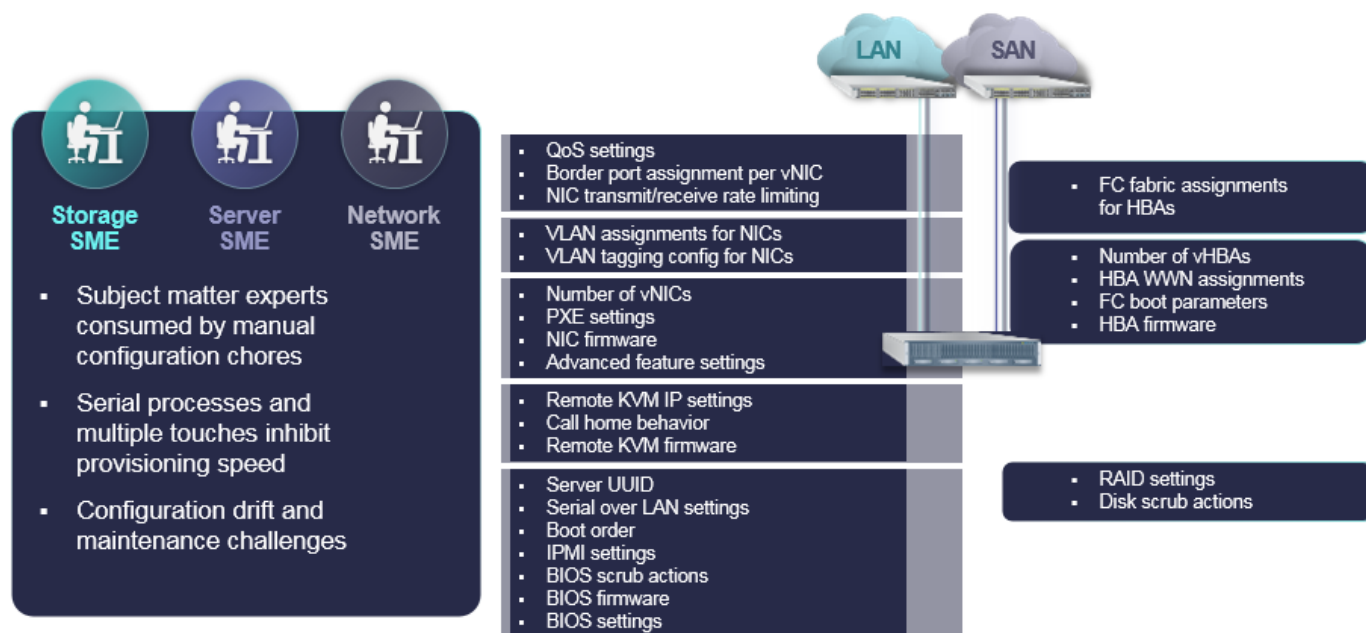 LAN
SAN
Storage
SME
Server
SME
Network
SME
▪ Subject matter experts
consumed by manual
configuration chores
▪ Serial processes and
multiple touches inhibit
provisioning speed
▪ Configuration drift and
maintenance challenges
▪ QoS settings
▪ Border port assignment per vNIC
▪ NIC transmit/receive rate limiting
▪ VLAN assignments for NICs
▪ VLAN tagging config for NICs
▪ Number of vNICs
▪ PXE settings
▪ NIC firmware
▪ Advanced feature settings
▪ Remote KVM IP settings
▪ Call home behavior
▪ Remote KVM firmware
▪ Server UUID
▪ Serial over LAN settings
▪ Boot order
▪ IPMI settings
▪ BIOS scrub actions
▪ BIOS firmware
▪ BIOS settings
▪ FC fabric assignments
for HBAs
▪ Number of vHBAs
▪ HBA WWN assignments
▪ FC boot parameters
▪ HBA firmware
▪ RAID settings
▪ Disk scrub actions